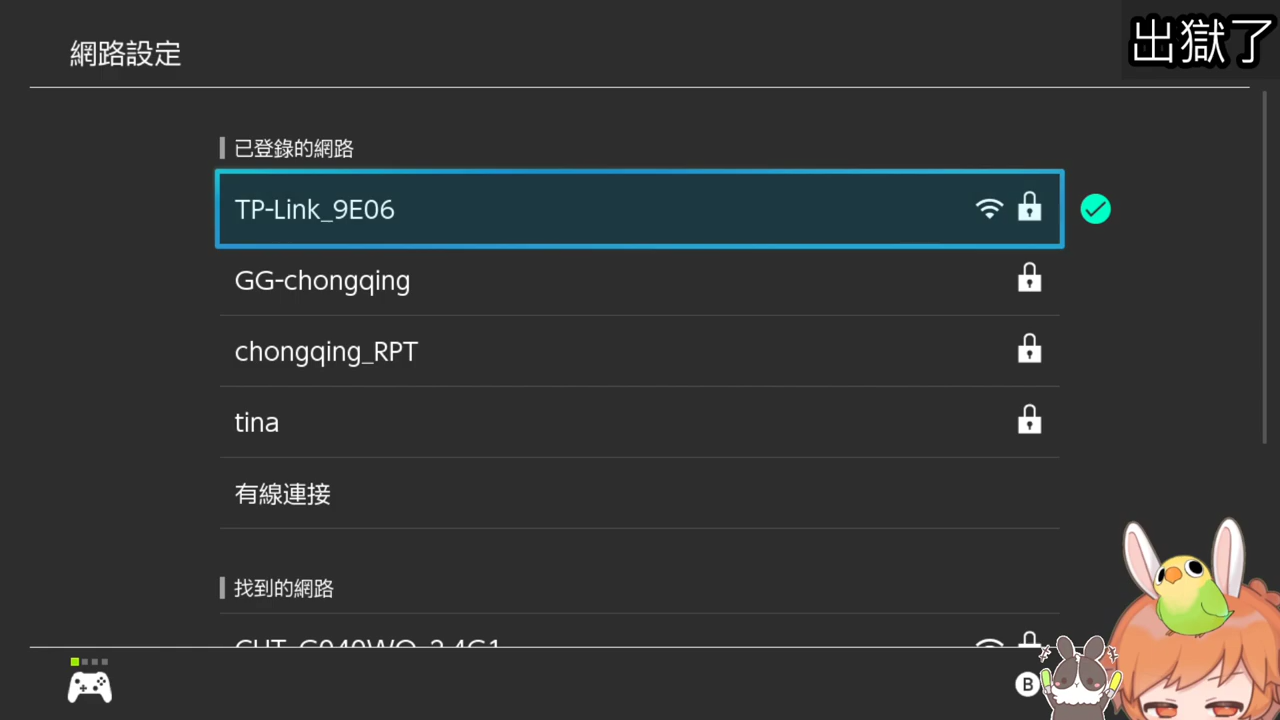 網路設定
出獄了
已登錄的網路
TP-Link_9E06
GG-chongqing
chongqing_RPT
tina
有線連接
找到的網路
B